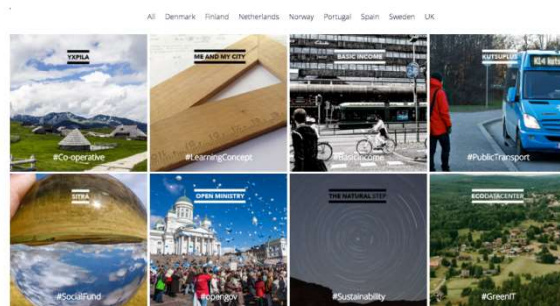 All Denmark Finland Netherlands Norway Portugal Spain Sweden UK
YXPILA
ME AND MY CITY
BASIC INCOME
KUTSUPLUS
#Co-operative
#LearningConcept
#BasicIncome
#PublicTransport
SITRA
OPEN MINISTRY
THE NATURAL STEP
ECODATACENTER
#SocialFund
#opengov
#Sustainability
#GreenIT